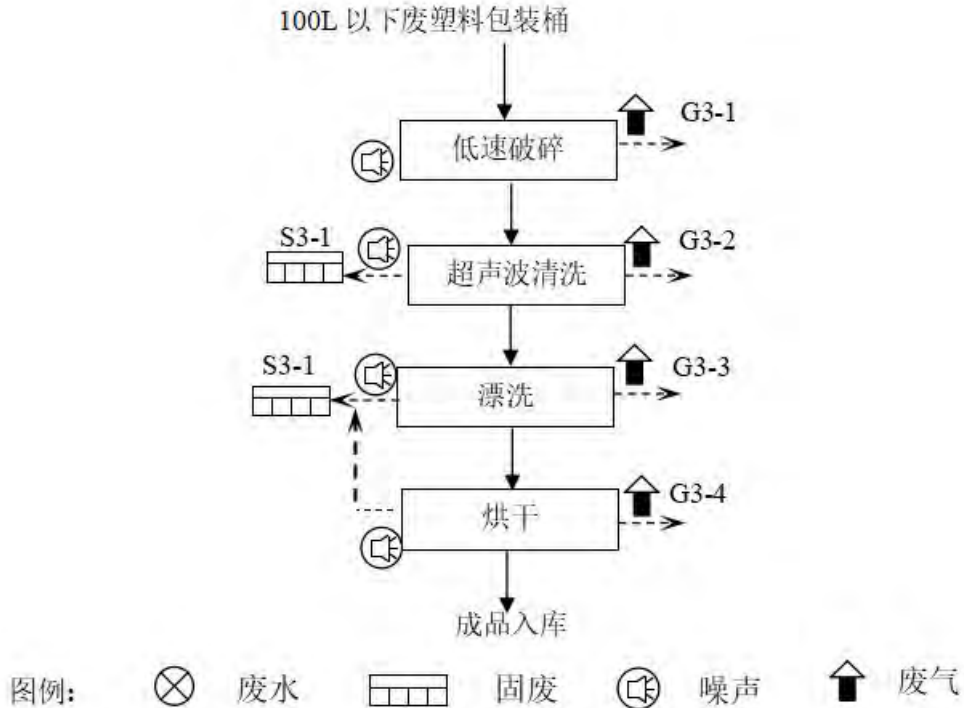 100L 以下废塑料包装桶
G3-1
低速破碎
S3-1
G3-2
超声波清洗
S3-1
G3-3
漂洗
G3-4
烘干
成品入库
图例： 废水 固废 噪声 废气